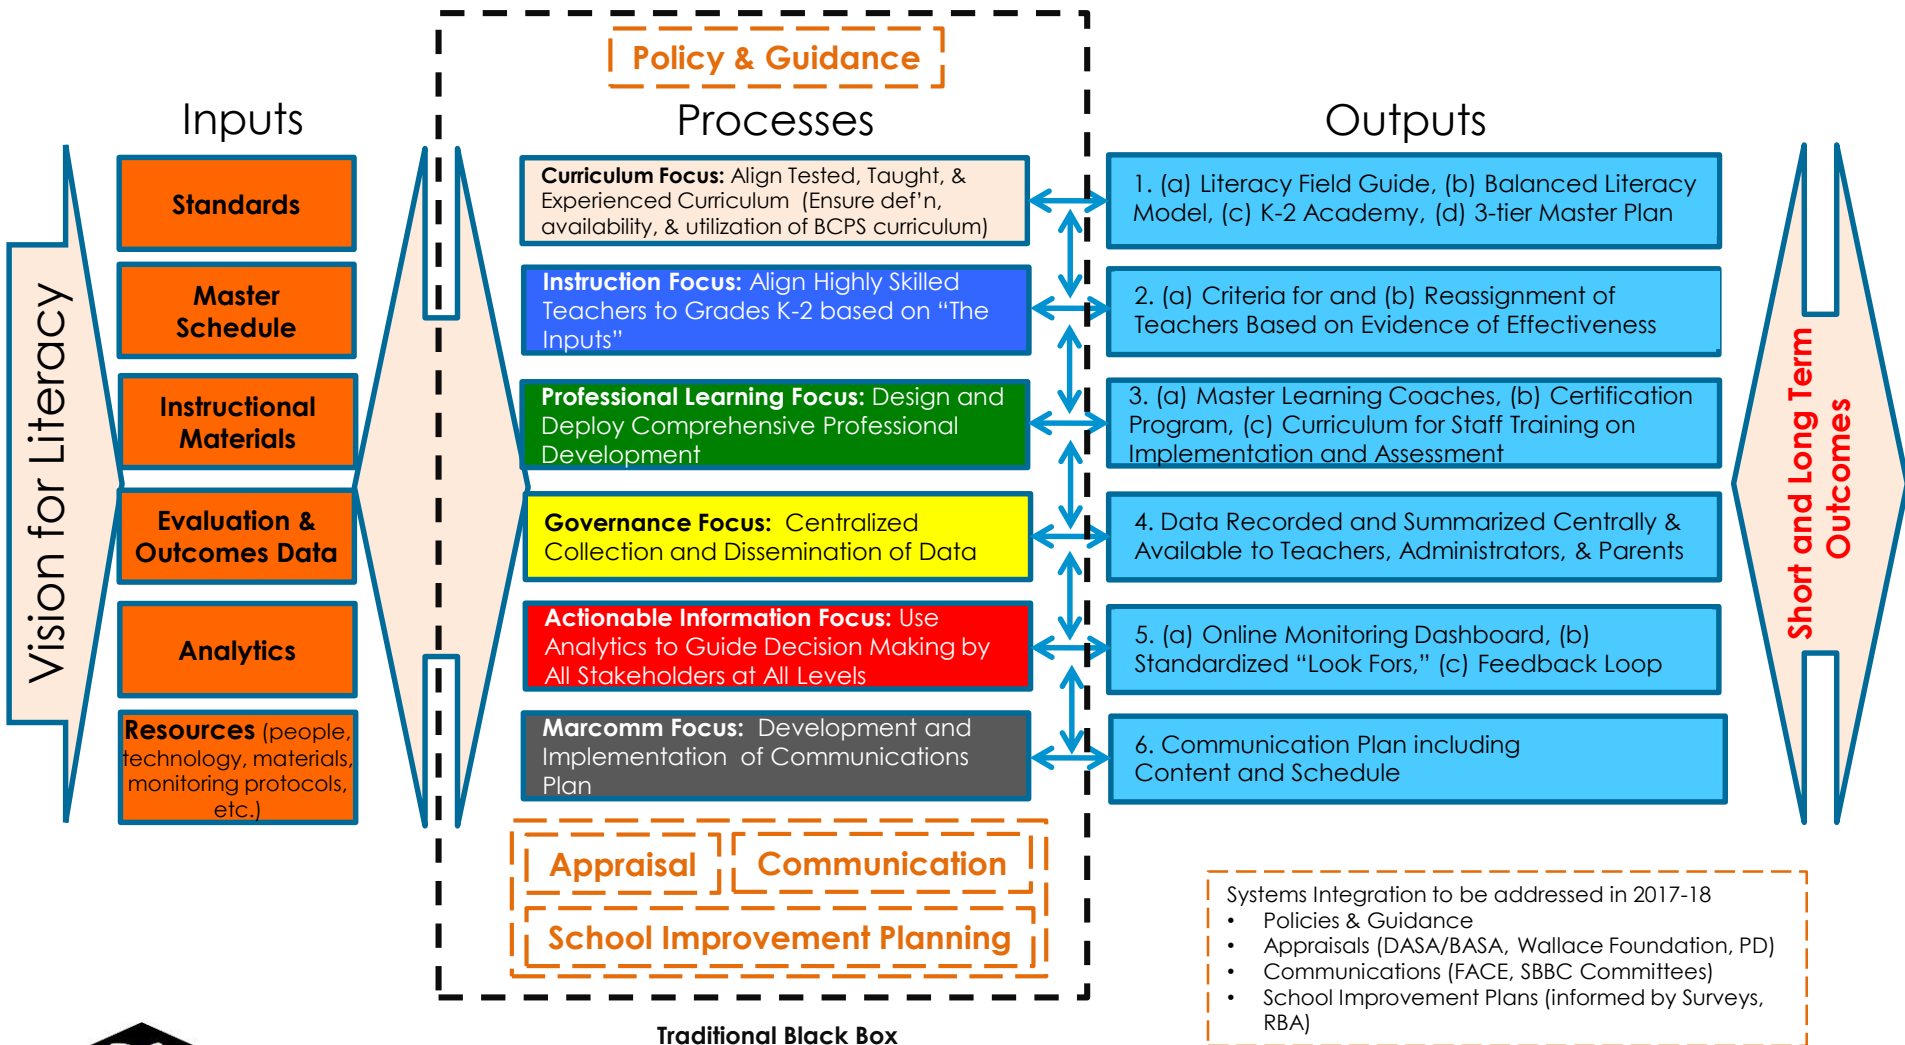 Policy & Guidance
Inputs
Processes
Outputs
Vision for Literacy
Standards
Master
Schedule
Instructional
Materials
Evaluation &
Outcomes Data
Analytics
Resources (people,
technology, materials,
monitoring protocols,
etc.)
Curriculum Focus: Align Tested, Taught, &
Experienced Curriculum (Ensure def'n,
availability, & utilization of BCPS curriculum)
Instruction Focus: Align Highly Skilled
Teachers to Grades K-2 based on “The
Inputs”
Professional Learning Focus: Design and
Deploy Comprehensive Professional
Development
Governance Focus: Centralized
Collection and Dissemination of Data
Actionable Information Focus: Use
Analytics to Guide Decision Making by
All Stakeholders at All Levels
Marcomm Focus: Development and
Implementation of Communications
Plan
1. (a) Literacy Field Guide, (b) Balanced Literacy
Model, (c) K-2 Academy, (d) 3-tier Master Plan
2. (a) Criteria for and (b) Reassignment of
Teachers Based on Evidence of Effectiveness
3. (a) Master Learning Coaches, (b) Certification
Program, (c) Curriculum for Staff Training on
Implementation and Assessment
4. Data Recorded and Summarized Centrally &
Available to Teachers, Administrators, & Parents
5. (a) Online Monitoring Dashboard, (b)
Standardized “Look Fors,” (c) Feedback Loop
6. Communication Plan including
Content and Schedule
Short and Long Term
Outcomes
Appraisal
Communication
School Improvement Planning
Traditional Black Box
Systems Integration to be addressed in 2017-18
• Policies & Guidance
• Appraisals (DASA/BASA, Wallace Foundation, PD)
• Communications (FACE, SBBC Committees)
• School Improvement Plans (informed by Surveys,
RBA)